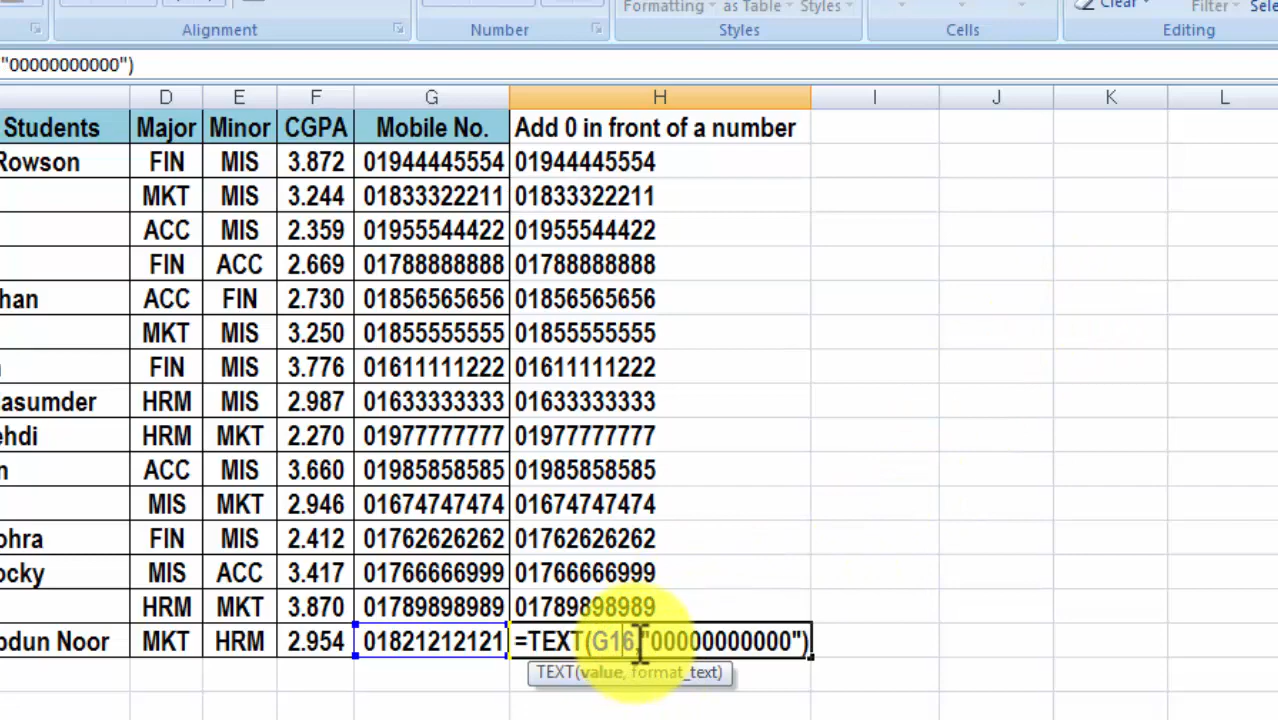 Formatting as Table Styles Clear Filter
Alignment Number Styles Cells Editing
"00000000000")
D E F G H I J K L
Students Major Minor CGPA Mobile No. Add 0 in front of a number
Rowson FIN MIS 3.872 01944445554 01944445554
MKT MIS 3.244 01833322211 01833322211
ACC MIS 2.359 01955544422 01955544422
FIN ACC 2.669 01788888888 01788888888
han ACC FIN 2.730 01856565656 01856565656
MKT MIS 3.250 01855555555 01855555555
FIN MIS 3.776 01611111222 01611111222
asumder HRM MIS 2.987 01633333333 01633333333
ehdi HRM MKT 2.270 01977777777 01977777777
n ACC MIS 3.660 01985858585 01985858585
MIS MKT 2.946 01674747474 01674747474
ohra FIN MIS 2.412 01762626262 01762626262
ocky MIS ACC 3.417 01766666999 01766666999
HRM MKT 3.870 01789898989 01789898989
bdun Noor MKT HRM 2.954 01821212121 =TEXT(G16,"00000000000")
TEXT(value, format_text)